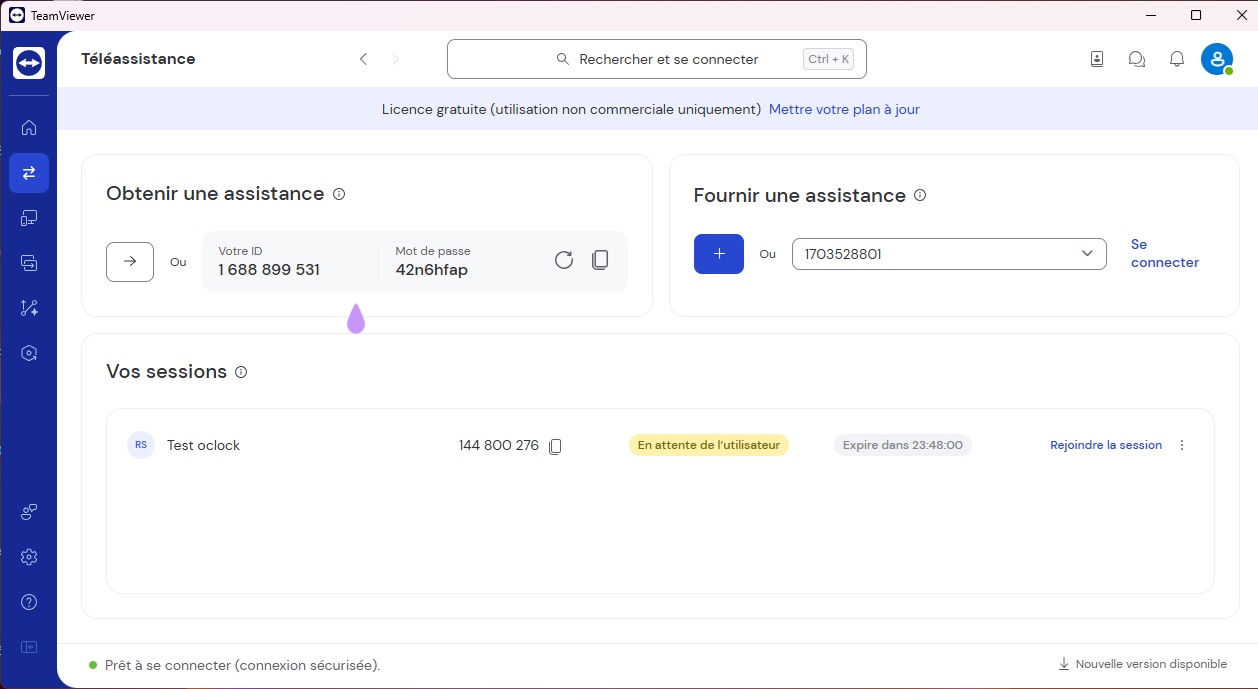 TeamViewer
Téléassistance
Rechercher et se connecter
Ctrl + K
Licence gratuite (utilisation non commerciale uniquement) Mettre votre plan à jour
Obtenir une assistance
Ou
Votre ID
1 688 899 531
Mot de passe
42n6hfap
Fournir une assistance
Ou
1703528801
Se
connecter
Vos sessions
RS
Test oclock
144 800 276
En attente de l'utilisateur
Expire dans 23:48:00
Rejoindre la session
Prêt à se connecter (connexion sécurisée).
Nouvelle version disponible